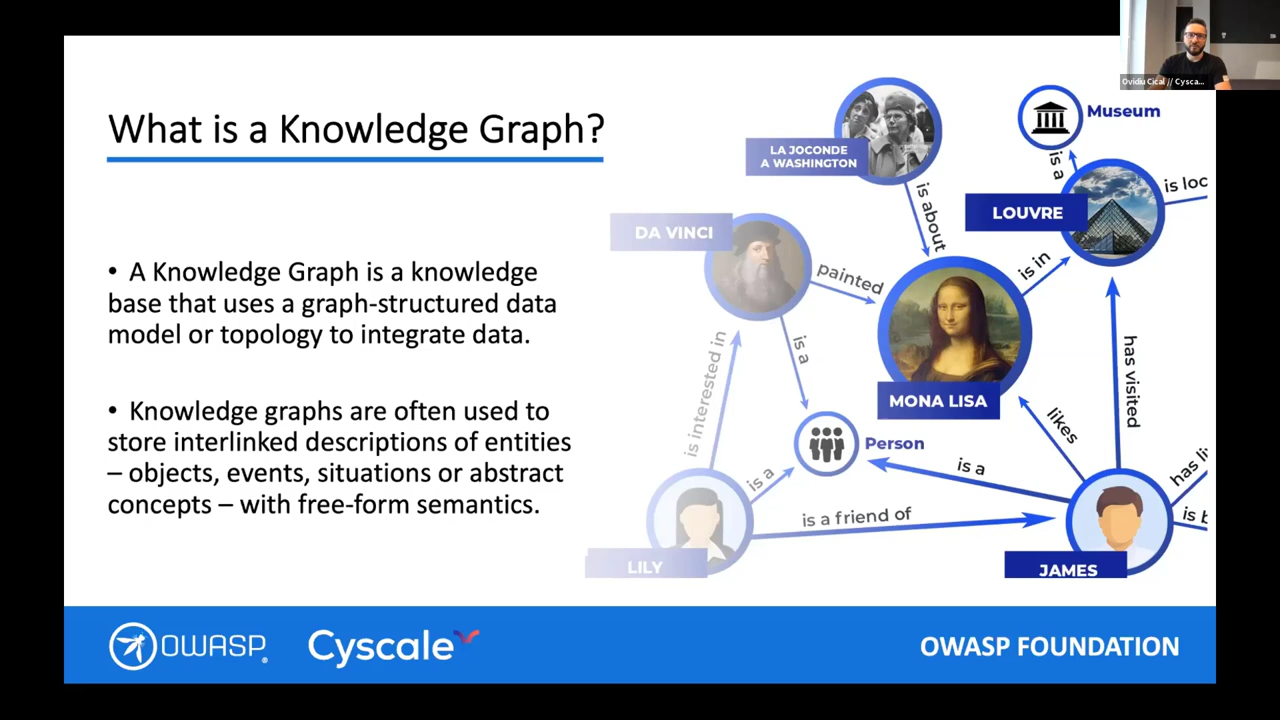 Ovidiu Cical // Cysca...
What is a Knowledge Graph?
• A Knowledge Graph is a knowledge
base that uses a graph-structured data
model or topology to integrate data.
• Knowledge graphs are often used to
store interlinked descriptions of entities
– objects, events, situations or abstract
concepts – with free-form semantics.
LA JOCONDE
A WASHINGTON
Museum
is a
is loc
LOUVRE
is about
DA VINCI
painted
is in
is interested in
is a
MONA LISA
has visited
likes
Person
is a
is a
has li
is b
is a friend of
LILY
JAMES
OWASP
Cyscale
OWASP FOUNDATION